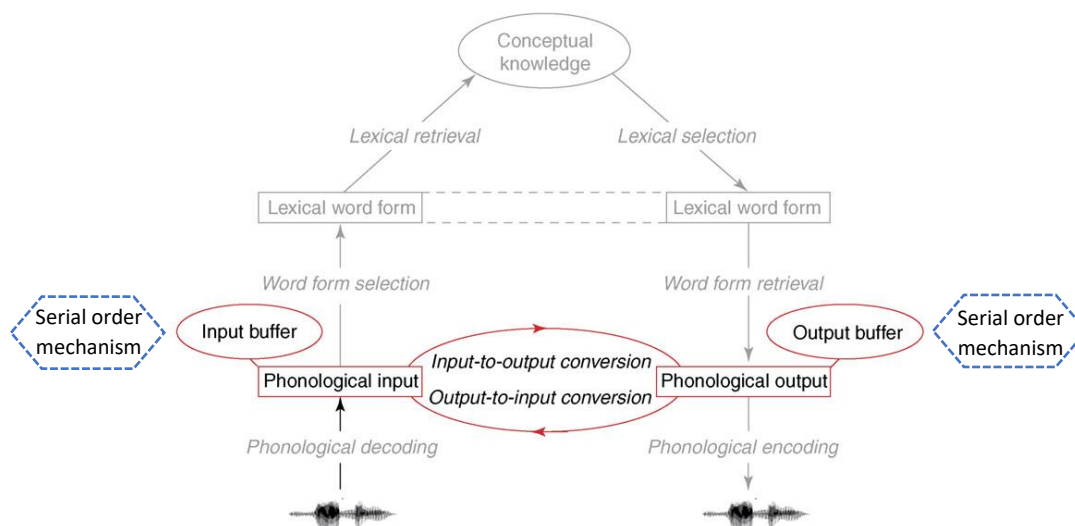 Conceptual
knowledge
Lexical retrieval
Lexical selection
Lexical word form
Lexical word form
Word form selection
Word form retrieval
Serial order
mechanism
Input buffer
Output buffer
Serial order
mechanism
Input-to-output conversion
Phonological input
Phonological output
Output-to-input conversion
Phonological decoding
Phonological encoding